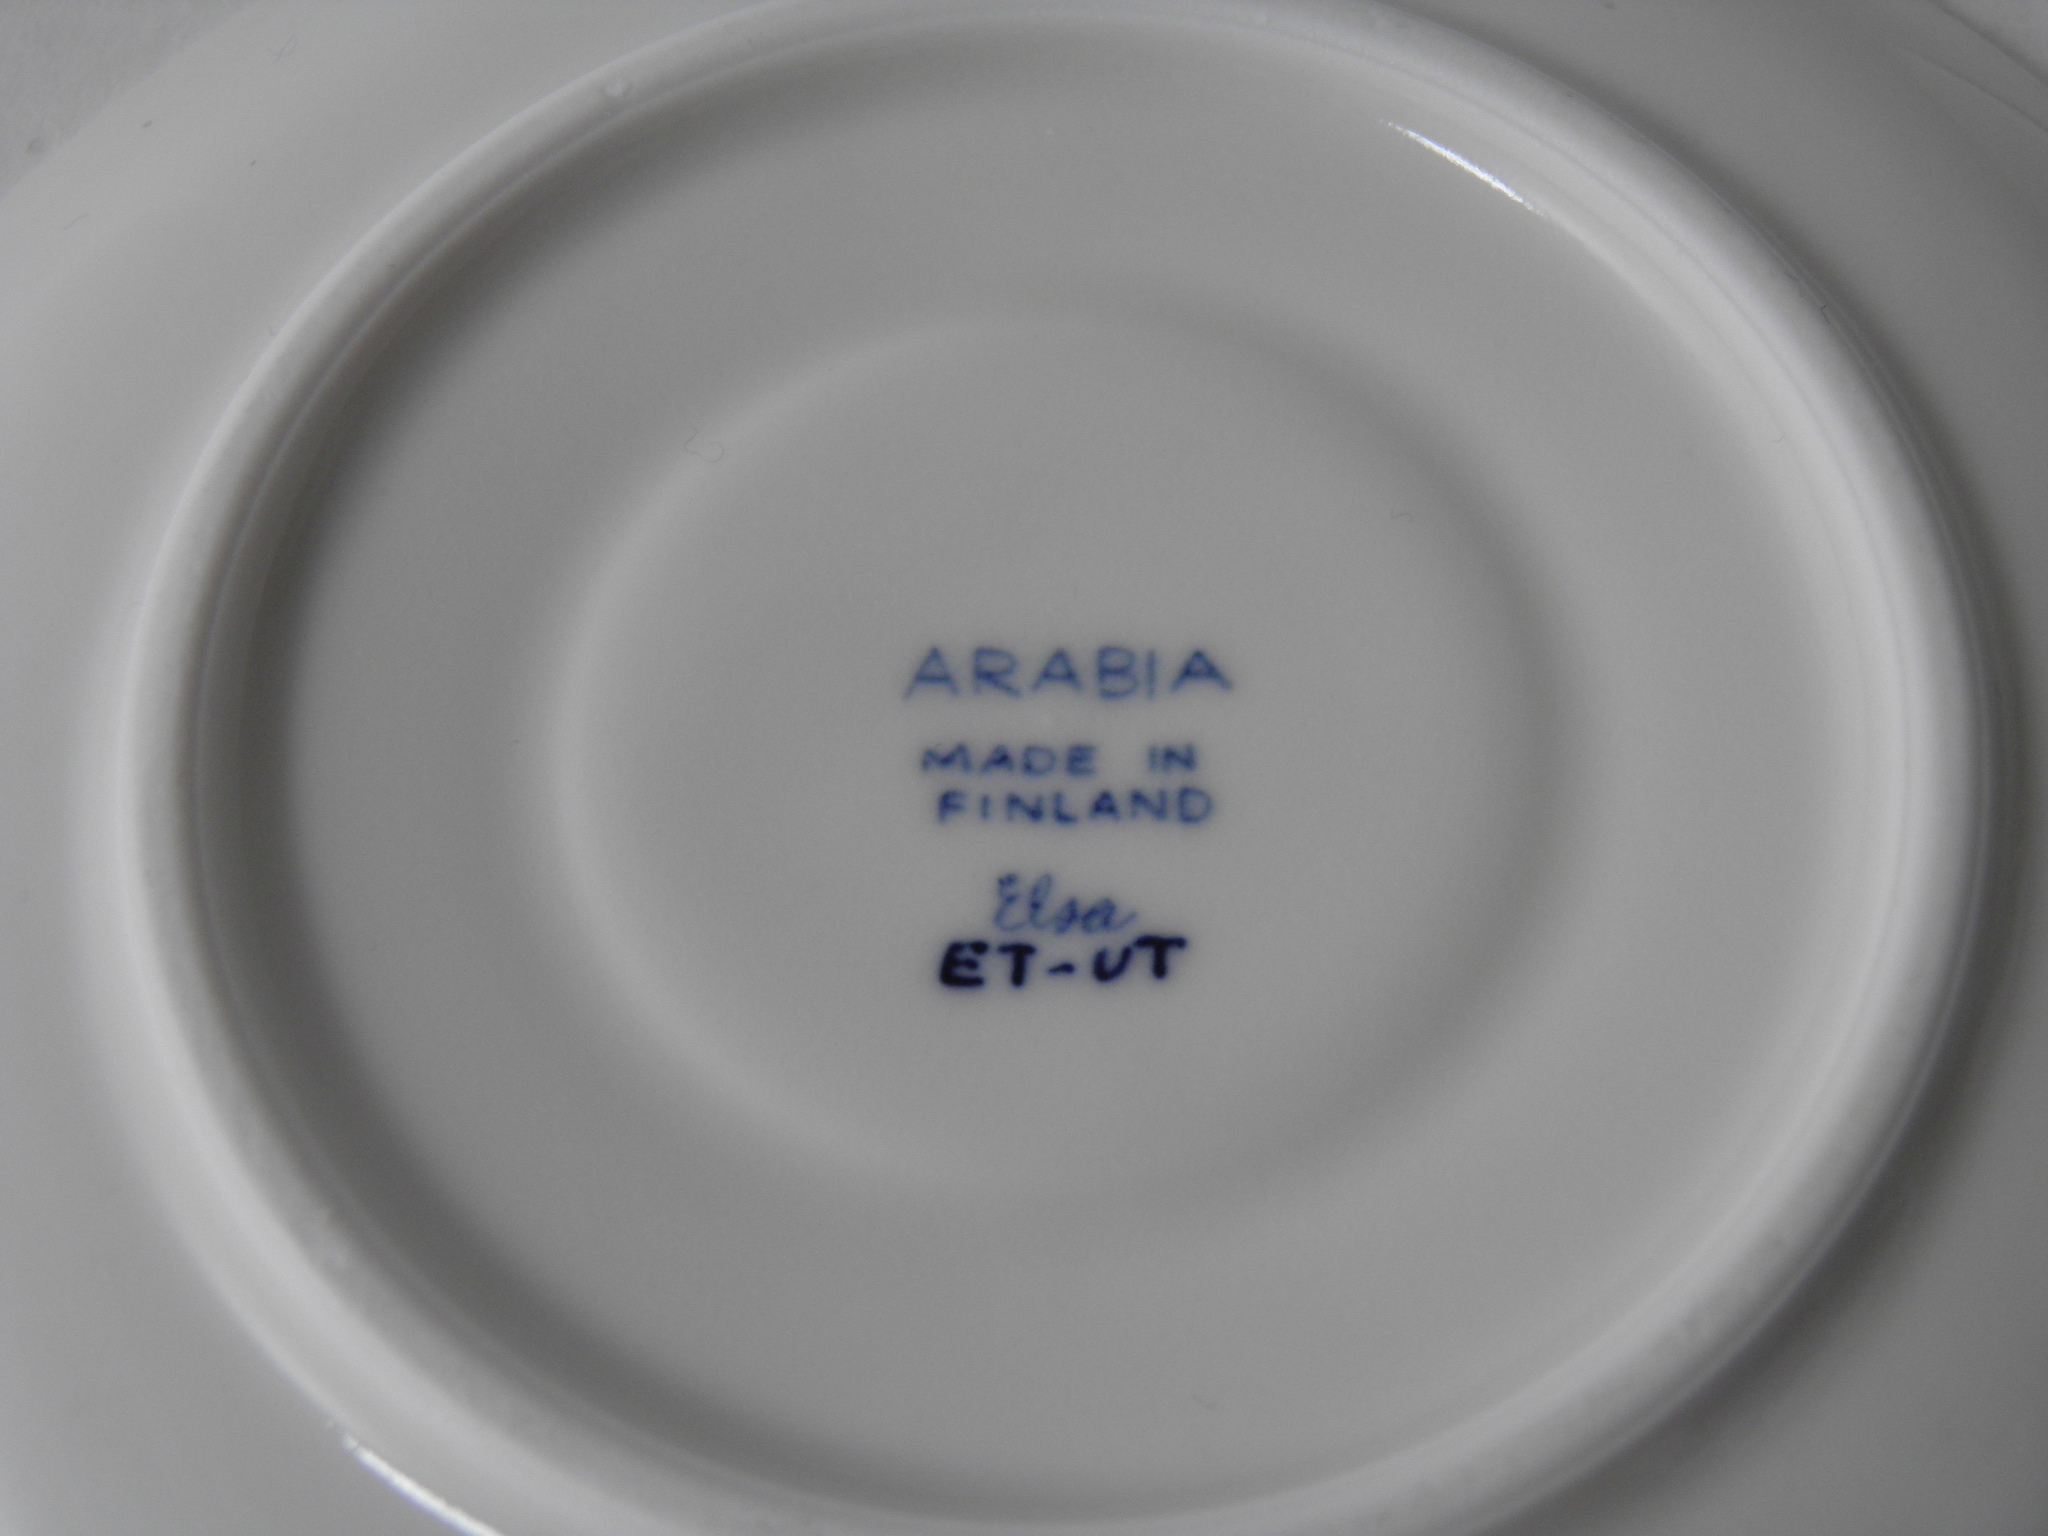 ARABIA
MADE IN
FINLAND
Elsa
ET-UT